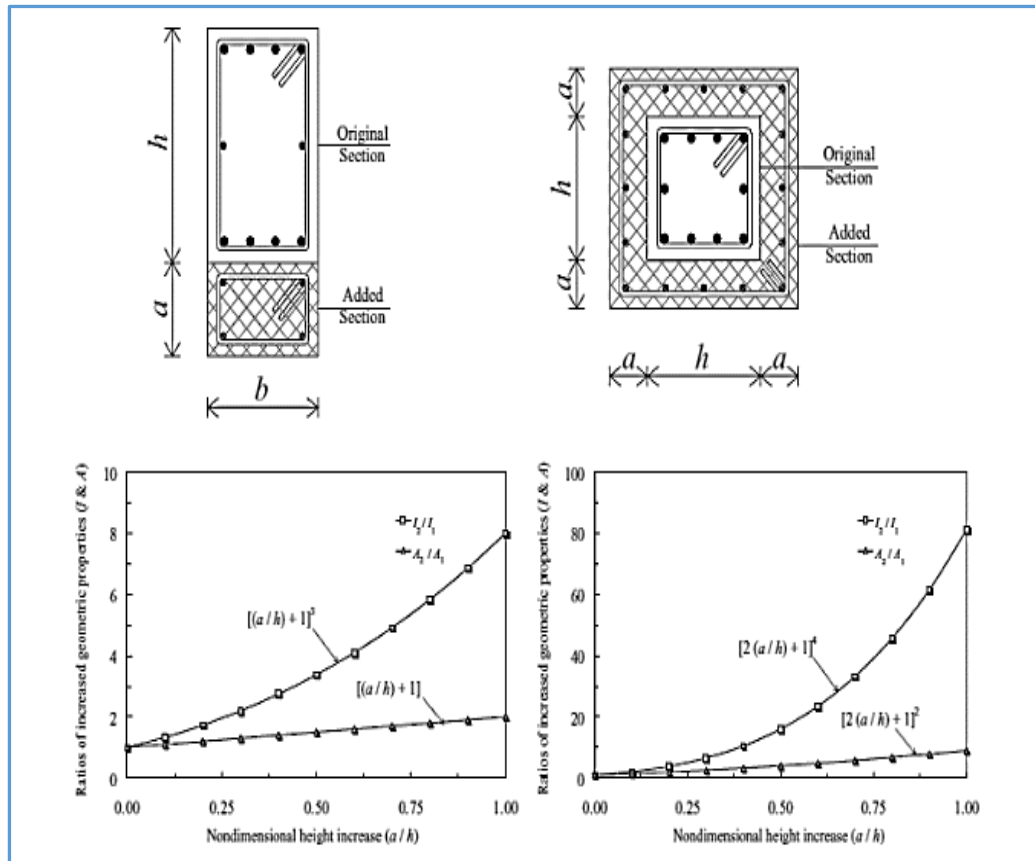 h
a
b
Original
Section
Added
Section
a
h
a
a
h
a
Original
Section
Added
Section
Ratios of increased geometric properties (I & A)
10
8
6
4
2
0
I₂ / I₁
A₂ / A₁
[(a / h) + 1]³
[(a / h) + 1]
0.00 0.25 0.50 0.75 1.00
Nondimensional height increase (a / h)
Ratios of increased geometric properties (I & A)
100
80
60
40
20
0
I₂ / I₁
A₂ / A₁
[2 (a / h) + 1]⁴
[2 (a / h) + 1]²
0.00 0.25 0.50 0.75 1.00
Nondimensional height increase (a / h)